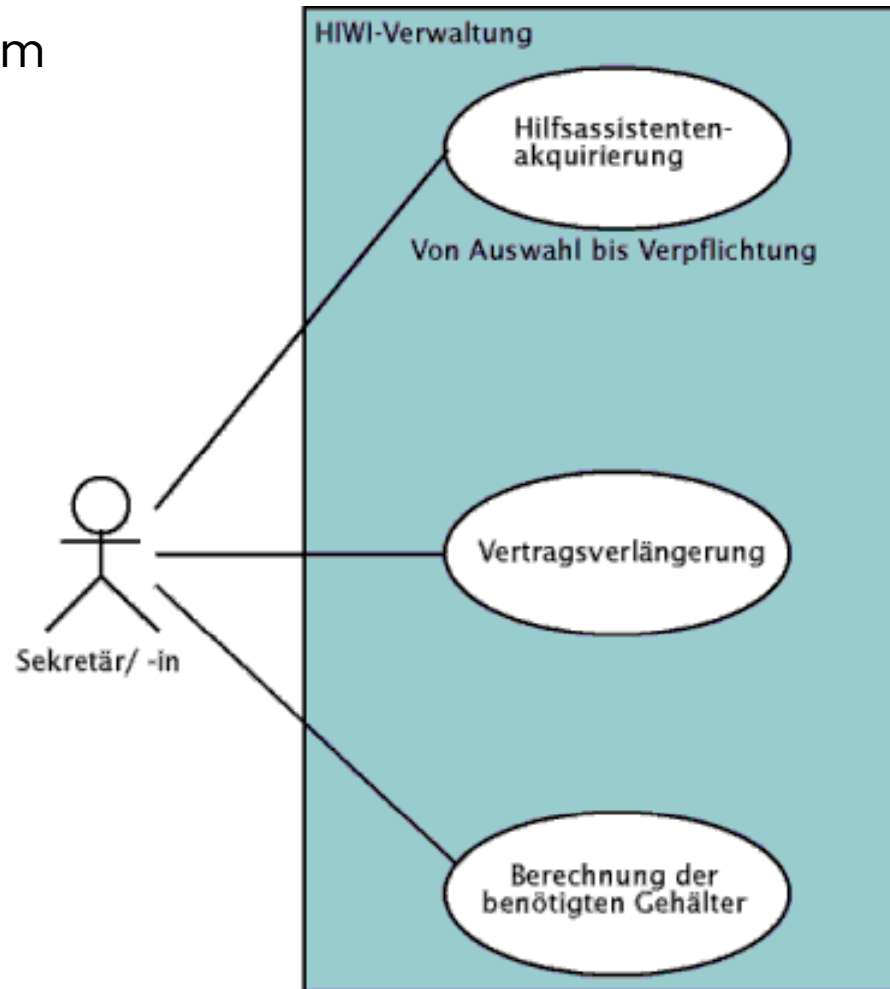 m
HIWI-Verwaltung
Hilfsassistenten-
akquirierung
Von Auswahl bis Verpflichtung
Vertragsverlängerung
Sekretär/ -in
Berechnung der
benötigten Gehälter